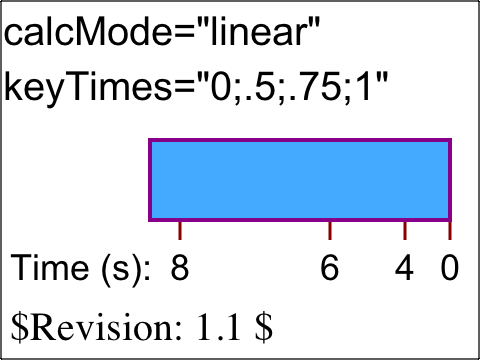 calcMode="linear"
keyTimes="0;.5;.75;1"
Time (s): 8 6 4 0
$Revision: 1.1 $